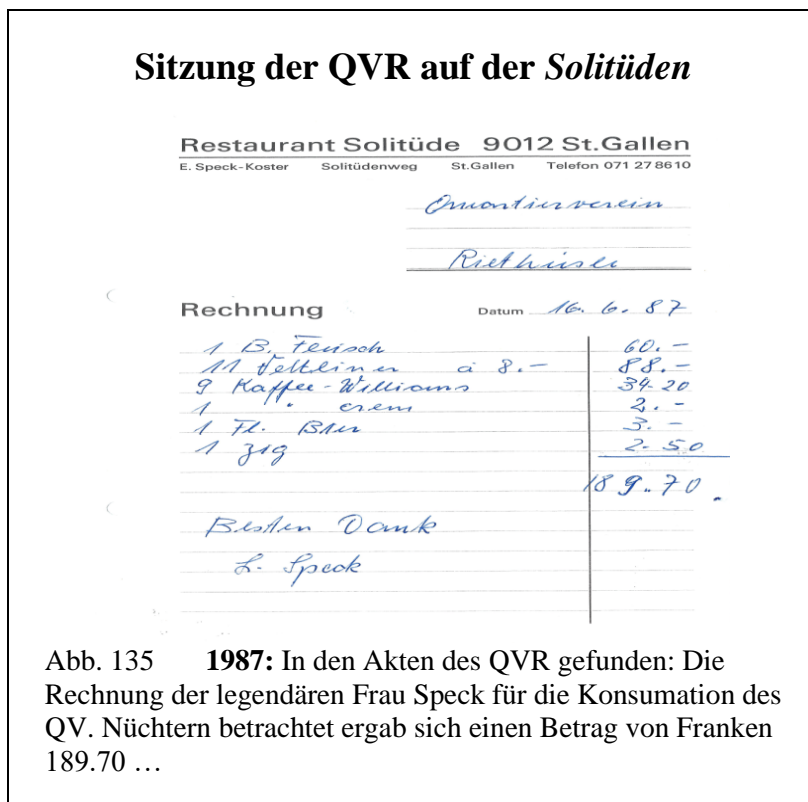 Sitzung der QVR auf der Solitüden
Restaurant Solitüde 9012 St.Gallen
E. Speck-Koster Solitüdenweg St.Gallen Telefon 071 27 86 10
Quartierverein
Riethüsli
Rechnung Datum 16. 6. 87
1 B. Fleisch 60.-
11 Veltliner à 8.- 88.-
9 Kaffee-Williams 34.20
1 " crem 2.-
1 Fl. Bier 3.-
1 Zig 2.50
189.70.
Besten Dank
Speck
Abb. 135 1987: In den Akten des QVR gefunden: Die
Rechnung der legendären Frau Speck für die Konsumation des
QV. Nüchtern betrachtet ergab sich einen Betrag von Franken
189.70 …